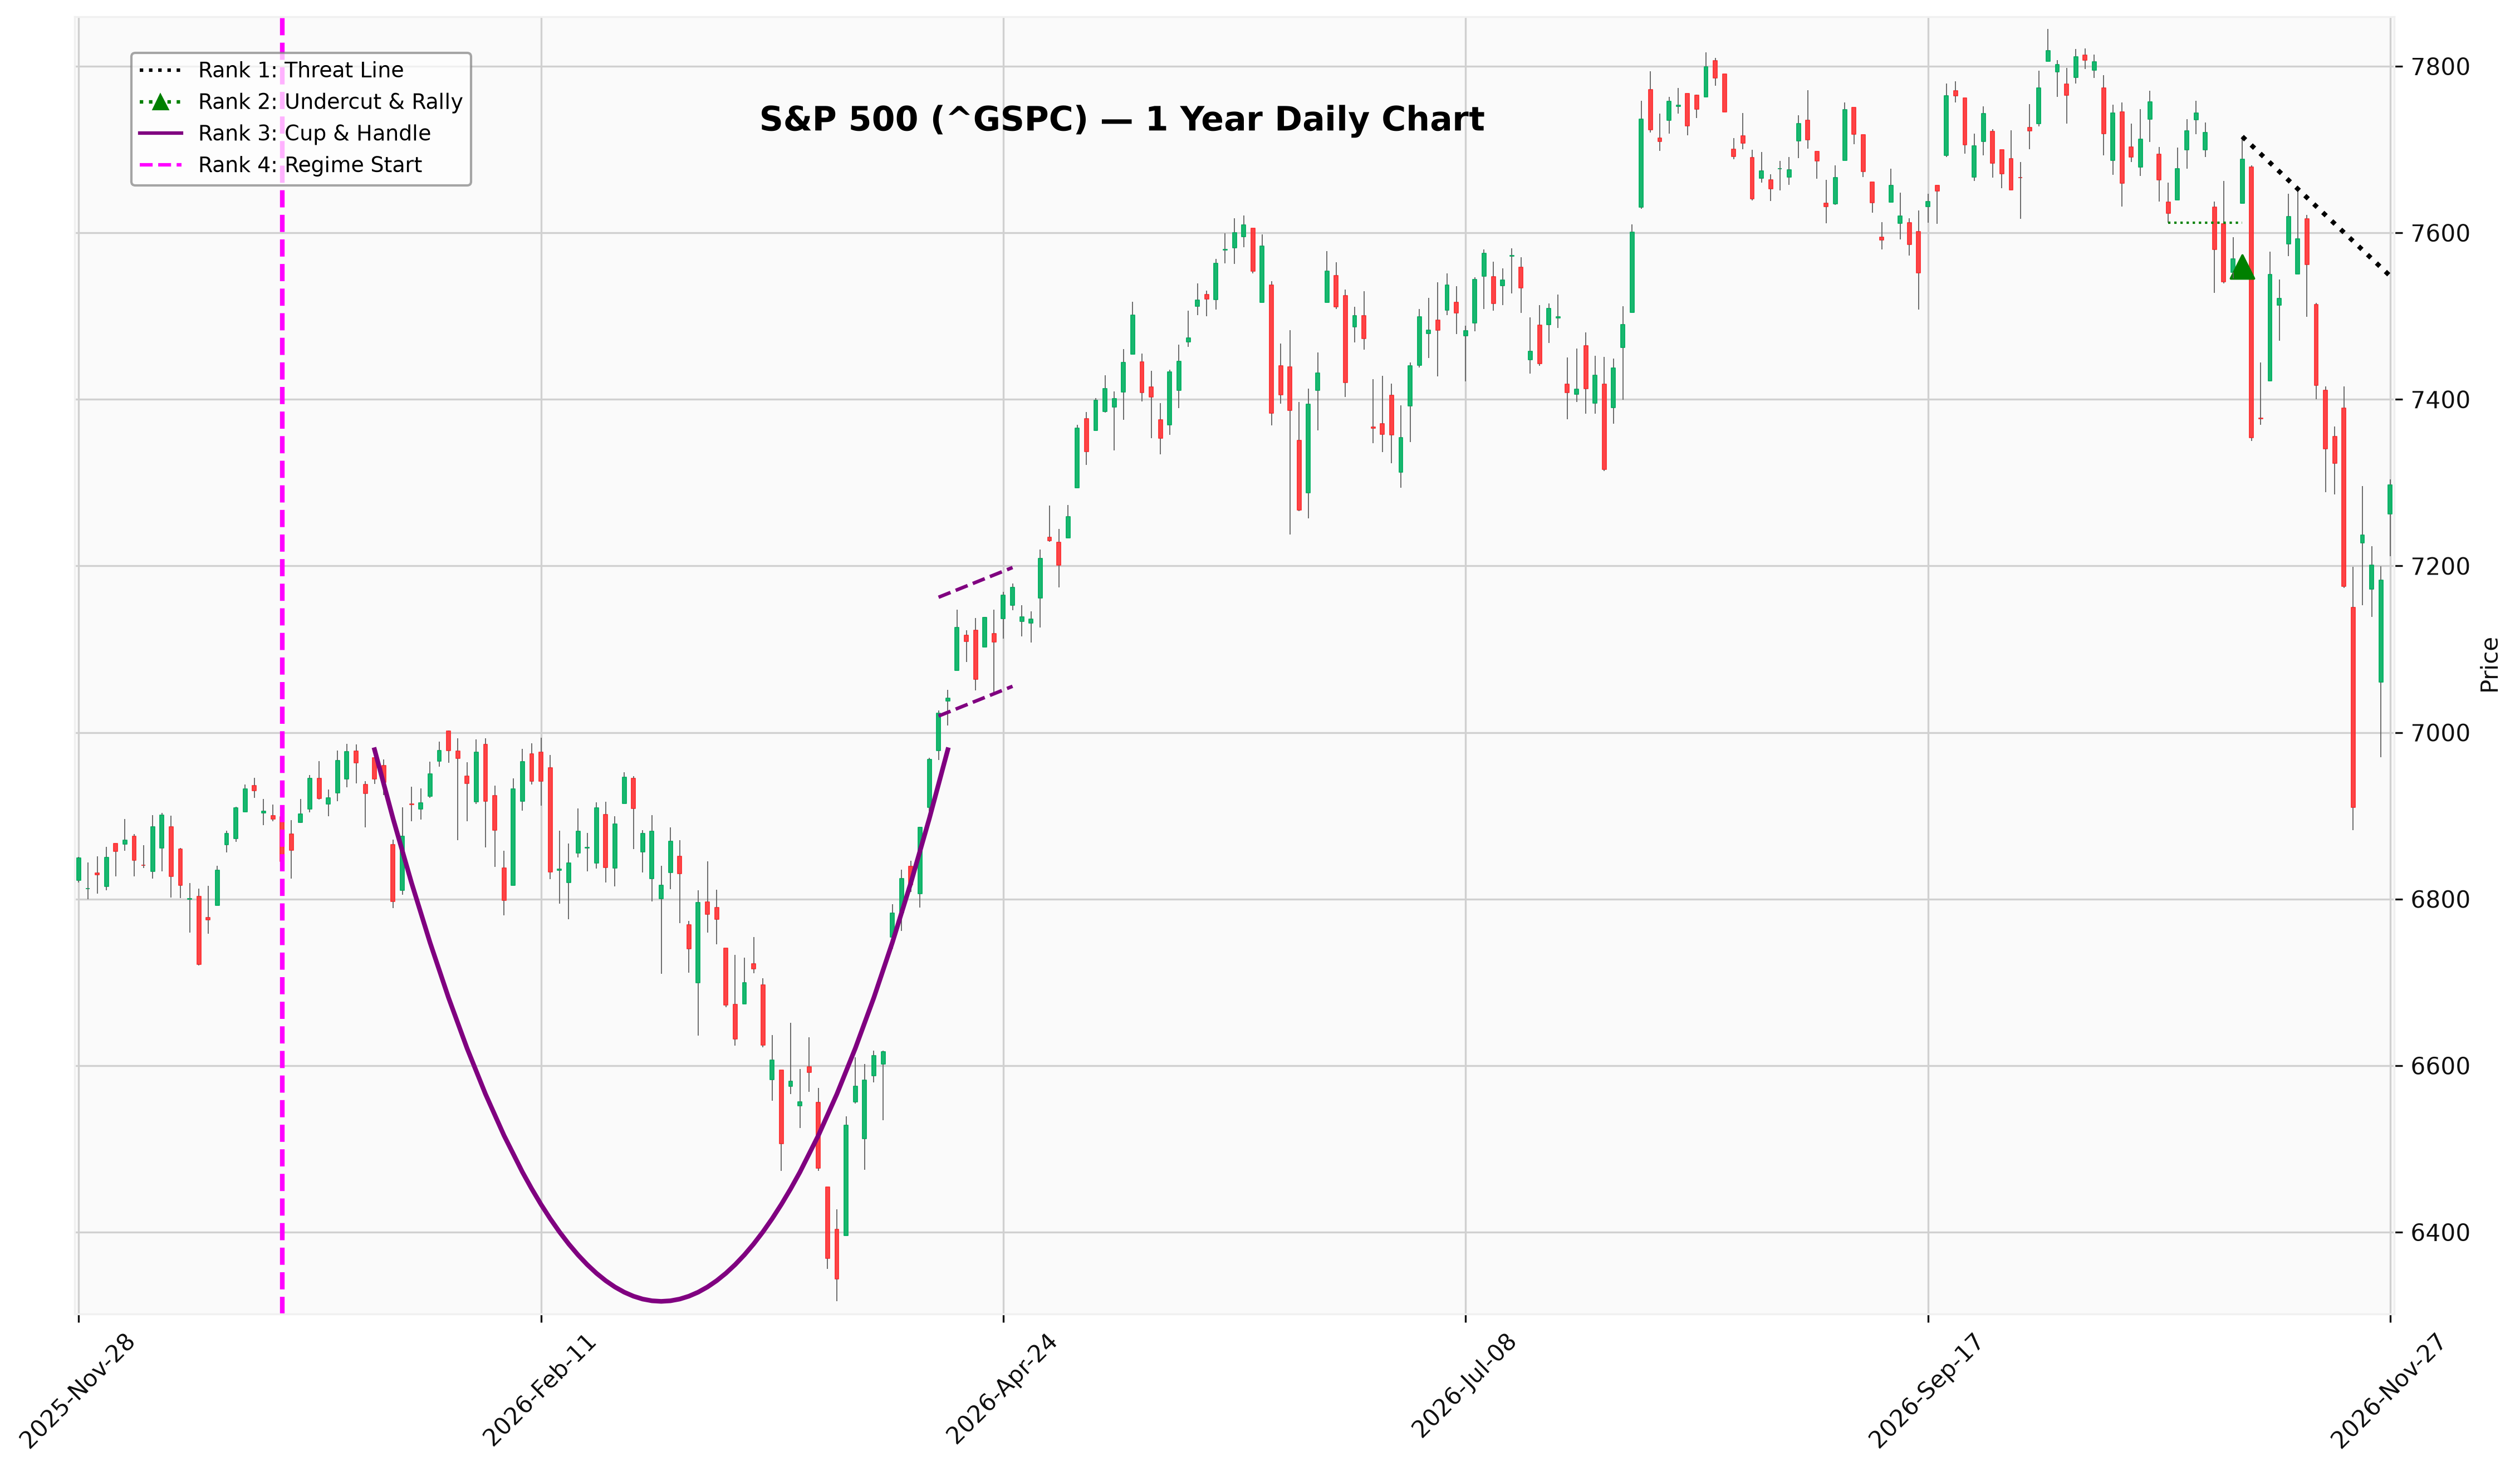 S&P 500 (^GSPC) — 1 Year Daily Chart
Rank 1: Threat Line
Rank 2: Undercut & Rally
Rank 3: Cup & Handle
Rank 4: Regime Start
7800
7600
7400
7200
7000
6800
6600
6400
Price
2025-Nov-28
2026-Feb-11
2026-Apr-24
2026-Jul-08
2026-Sep-17
2026-Nov-27